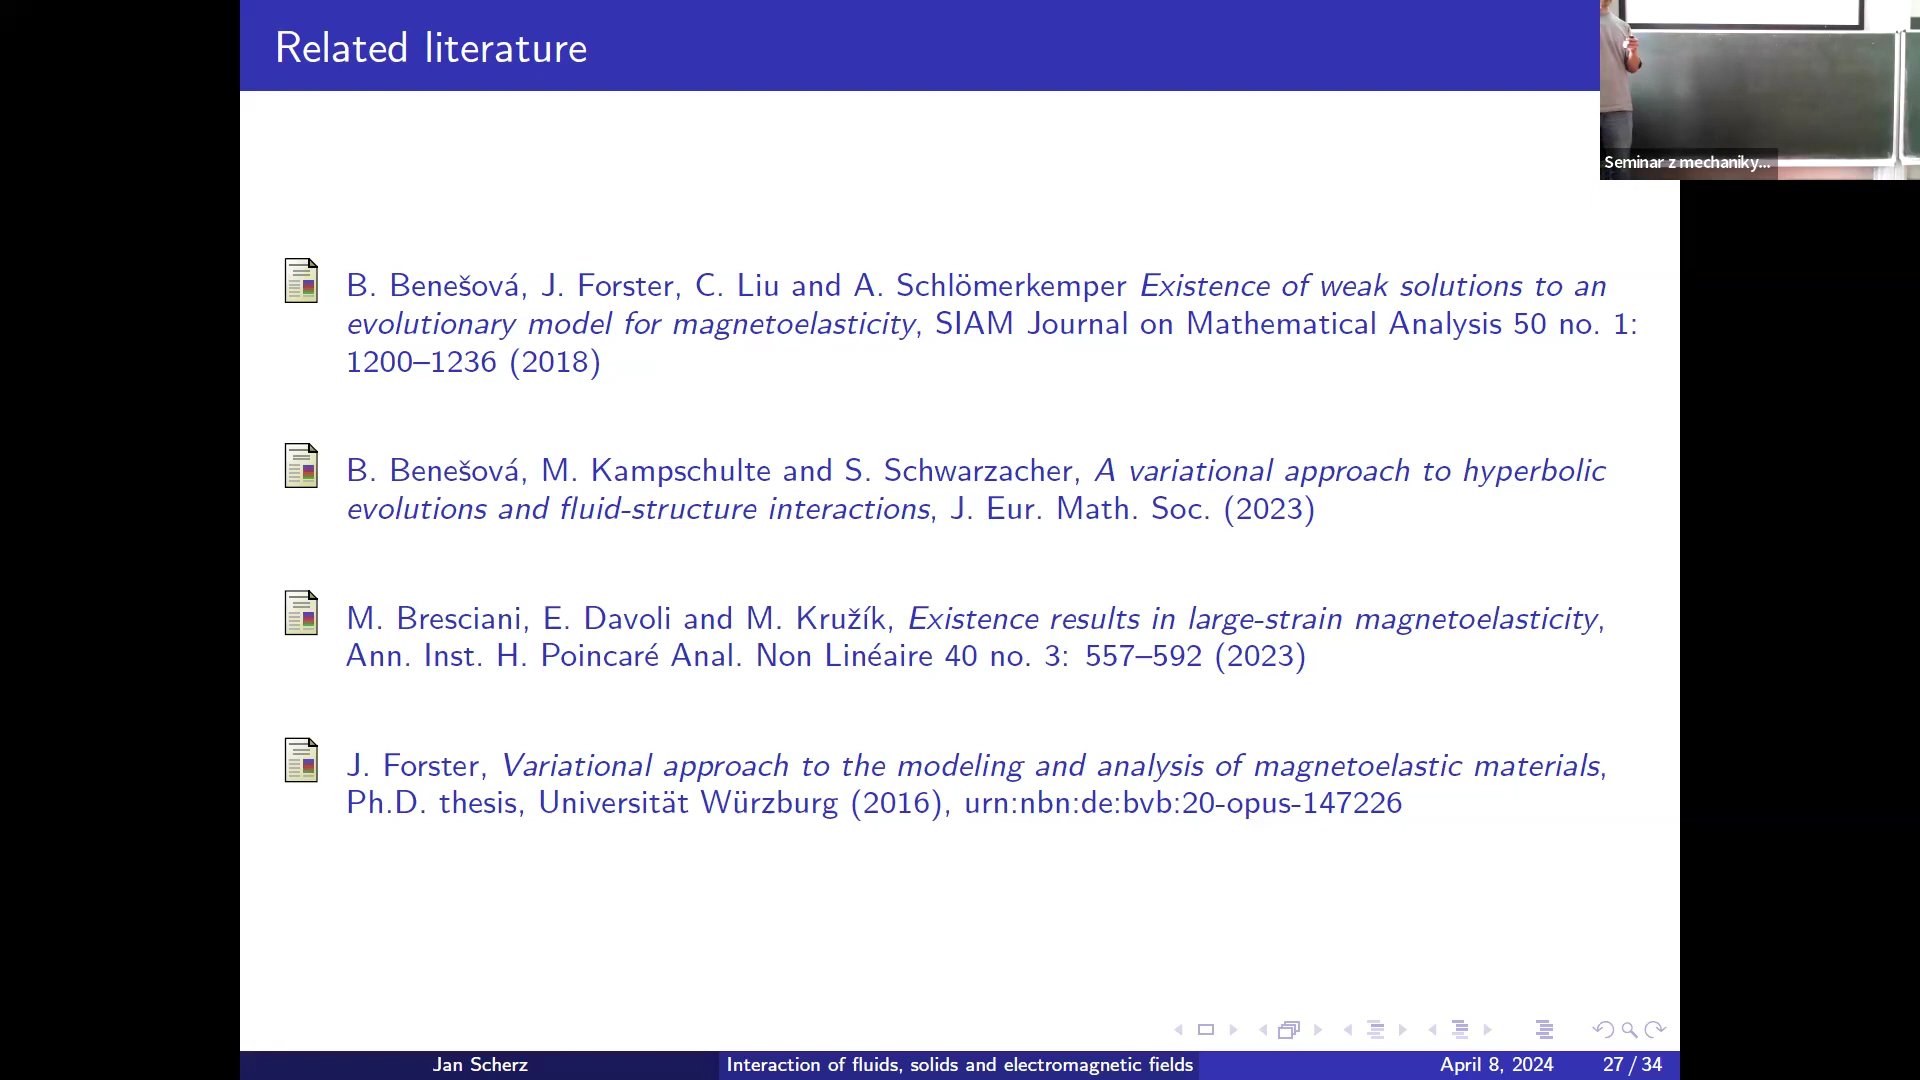 Related literature
Seminar z mechaniky...
B. Benešová, J. Forster, C. Liu and A. Schlömerkemper Existence of weak solutions to an
evolutionary model for magnetoelasticity, SIAM Journal on Mathematical Analysis 50 no. 1:
1200–1236 (2018)
B. Benešová, M. Kampschulte and S. Schwarzacher, A variational approach to hyperbolic
evolutions and fluid-structure interactions, J. Eur. Math. Soc. (2023)
M. Bresciani, E. Davoli and M. Kružík, Existence results in large-strain magnetoelasticity,
Ann. Inst. H. Poincaré Anal. Non Linéaire 40 no. 3: 557–592 (2023)
J. Forster, Variational approach to the modeling and analysis of magnetoelastic materials,
Ph.D. thesis, Universität Würzburg (2016), urn:nbn:de:bvb:20-opus-147226
Jan Scherz Interaction of fluids, solids and electromagnetic fields April 8, 2024 27 / 34